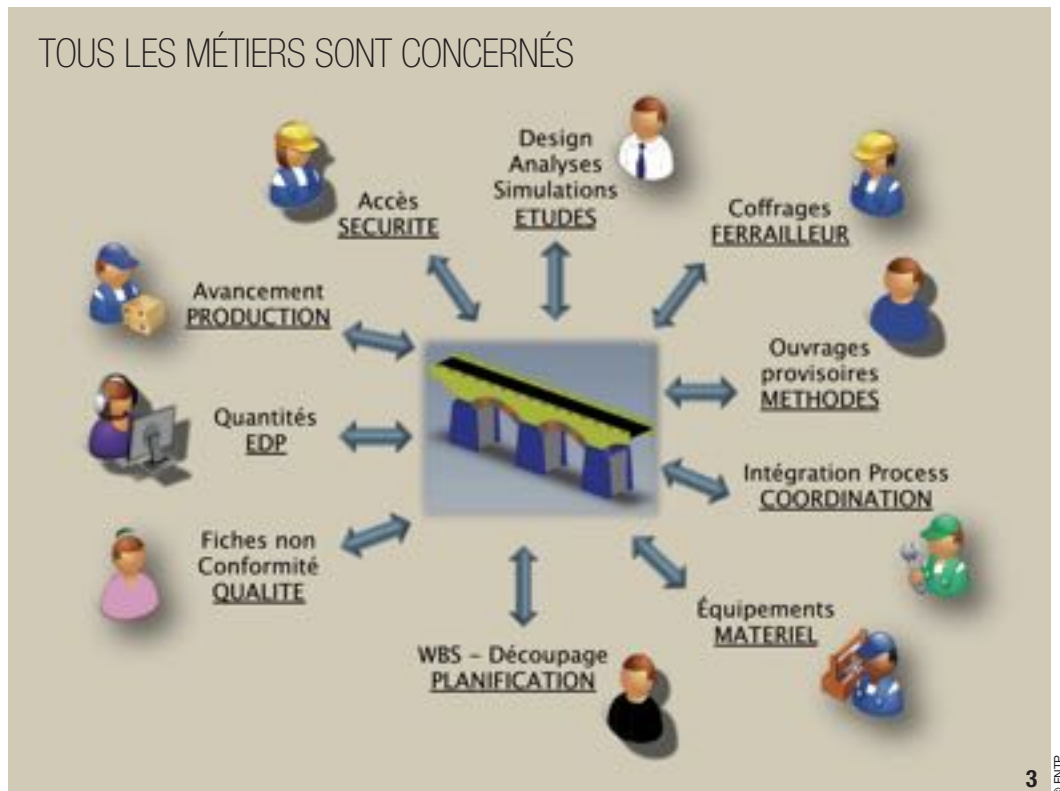 TOUS LES MÉTIERS SONT CONCERNÉS
Design
Analyses
Simulations
ETUDES
Accès
SECURITE
Coffrages
FERRAILLEUR
Avancement
PRODUCTION
Ouvrages
provisoires
METHODES
Quantités
EDP
Intégration Process
COORDINATION
Fiches non
Conformité
QUALITE
Équipements
MATERIEL
WBS – Découpage
PLANIFICATION
3
© FNTP